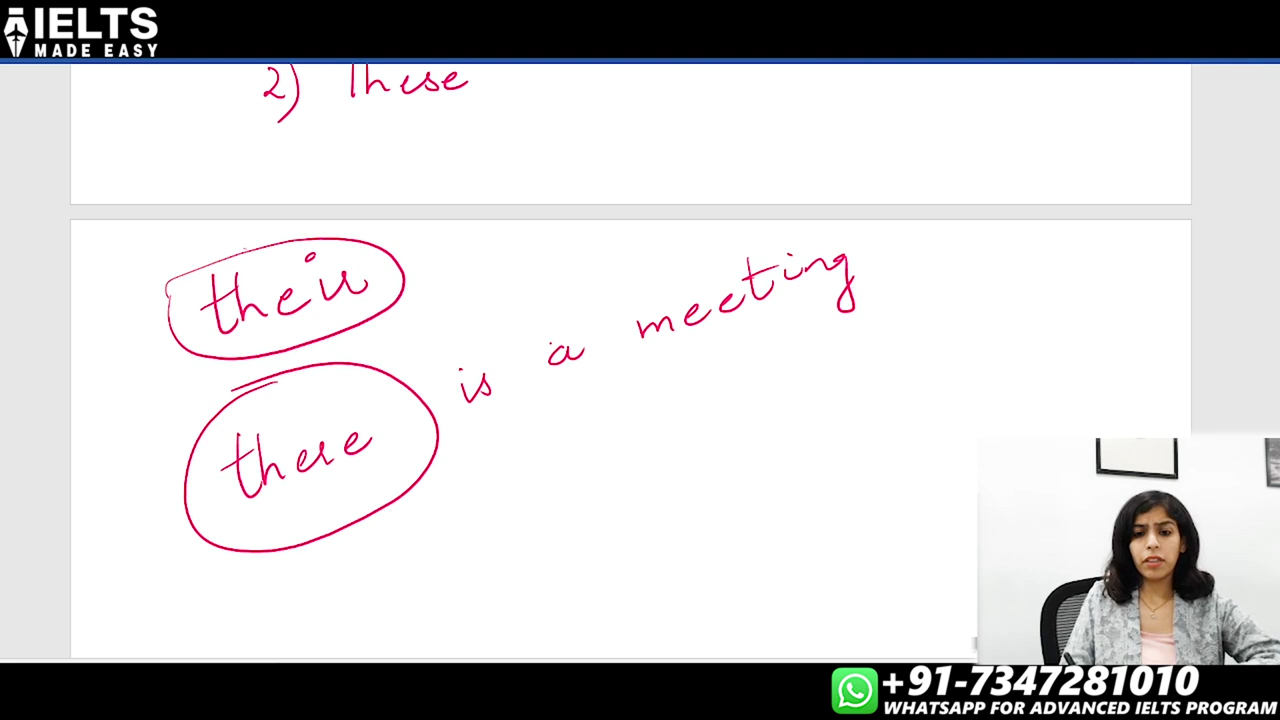 IELTS
MADE EASY
2) These
their
there is a meeting
+91-7347281010
WHATSAPP FOR ADVANCED IELTS PROGRAM